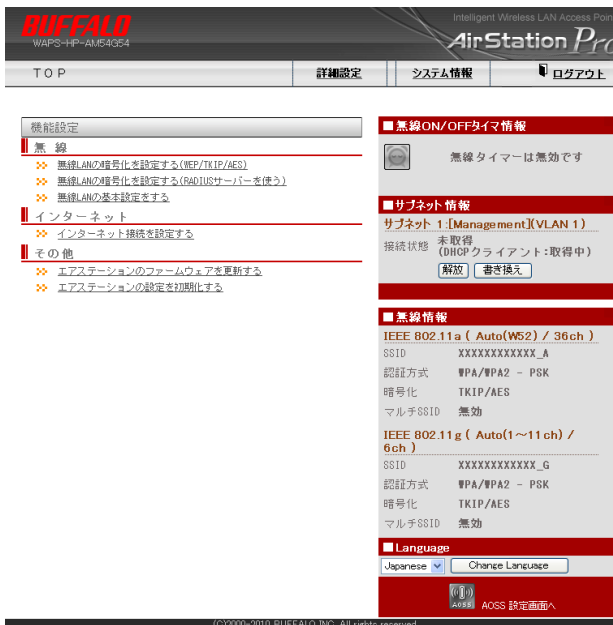 BUFFALO
WAPS-HP-AM54G54
Intelligent Wireless LAN Access Poin
AirStation Pro
TOP
詳細設定
システム情報
ログアウト
機能設定
無 線
無線LANの暗号化を設定する(WEP/TKIP/AES)
無線LANの暗号化を設定する(RADIUSサーバーを使う)
無線LANの基本設定をする
インターネット
インターネット接続を設定する
その他
エアステーションのファームウェアを更新する
エアステーションの設定を初期化する
■無線ON/OFFタイマ情報
無線タイマーは無効です
■サブネット情報
サブネット 1:[Management](VLAN 1)
接続状態 未取得
(DHCPクライアント:取得中)
解放 書き換え
■無線情報
IEEE 802.11a ( Auto(W52) / 36ch )
SSID XXXXXXXXXXXX_A
認証方式 WPA/WPA2 - PSK
暗号化 TKIP/AES
マルチSSID 無効
IEEE 802.11g ( Auto(1～11ch) /
6ch )
SSID XXXXXXXXXXXX_G
認証方式 WPA/WPA2 - PSK
暗号化 TKIP/AES
マルチSSID 無効
■Language
Japanese Change Language
AOSS AOSS 設定画面へ
(C)2000-2010 BUFFALO INC. All rights reserved.